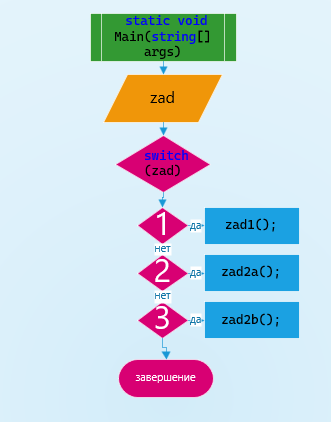 static void
Main(string[]
args)
zad
switch
(zad)
1
да
zad1();
нет
2
да
zad2a();
нет
3
да
zad2b();
завершение